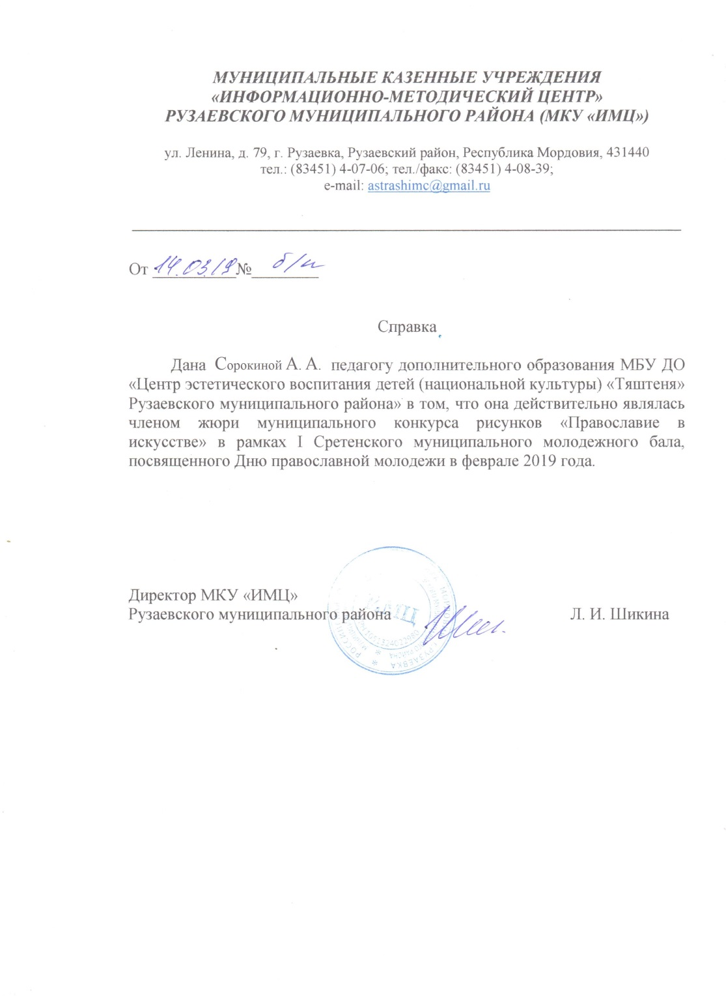 МУНИЦИПАЛЬНЫЕ КАЗЕННЫЕ УЧРЕЖДЕНИЯ
«ИНФОРМАЦИОННО-МЕТОДИЧЕСКИЙ ЦЕНТР»
РУЗАЕВСКОГО МУНИЦИПАЛЬНОГО РАЙОНА (МКУ «ИМЦ»)
ул. Ленина, д. 79, г. Рузаевка, Рузаевский район, Республика Мордовия, 431440
тел.: (83451) 4-07-06; тел./факс: (83451) 4-08-39;
e-mail: astrashimc@gmail.ru
От 14.03.19 № б/н
Справка
Дана Сорокиной А. А. педагогу дополнительного образования МБУ ДО
«Центр эстетического воспитания детей (национальной культуры) «Тяштеня»
Рузаевского муниципального района» в том, что она действительно являлась
членом жюри муниципального конкурса рисунков «Православие в
искусстве» в рамках I Сретенского муниципального молодежного бала,
посвященного Дню православной молодежи в феврале 2019 года.
Директор МКУ «ИМЦ»
Рузаевского муниципального района Л. И. Шикина
РУЗАЕВКА